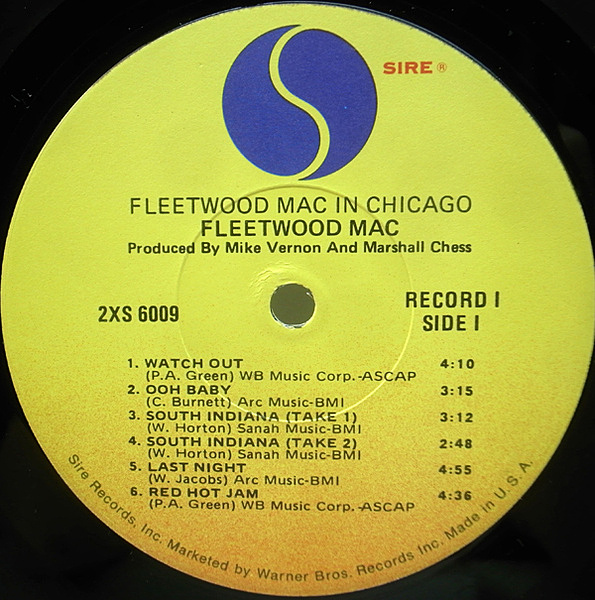 SIRE ®
FLEETWOOD MAC IN CHICAGO
FLEETWOOD MAC
Produced By Mike Vernon And Marshall Chess
2XS 6009
RECORD I
SIDE I
1. WATCH OUT 4:10
(P.A. Green) WB Music Corp.-ASCAP
2. OOH BABY 3:15
(C. Burnett) Arc Music-BMI
3. SOUTH INDIANA (TAKE 1) 3:12
(W. Horton) Sanah Music-BMI
4. SOUTH INDIANA (TAKE 2) 2:48
(W. Horton) Sanah Music-BMI
5. LAST NIGHT 4:55
(W. Jacobs) Arc Music-BMI
6. RED HOT JAM 4:36
(P.A. Green) WB Music Corp.-ASCAP
Sire Records, Inc. Marketed by Warner Bros. Records Inc. Made in U.S.A.